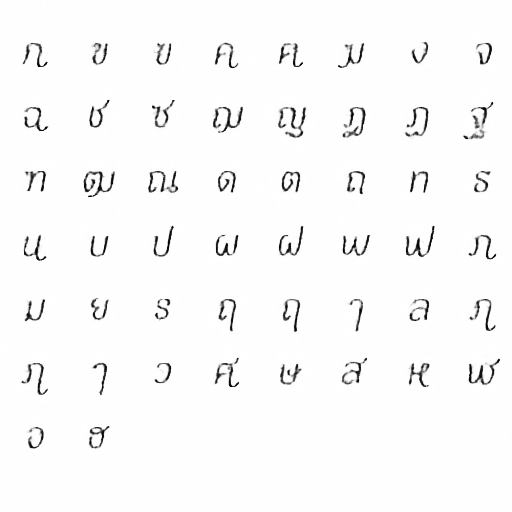 ก ข ฃ ค ฅ ฆ ง จ
ฉ ช ซ ฌ ญ ฎ ฏ ฐ
ฑ ฒ ณ ด ต ถ ท ธ
น บ ป ผ ฝ พ ฟ ภ
ม ย ร ฤ ฤ ๅ ล ฦ
ฦ ๅ ว ศ ษ ส ห ฬ
อ ฮ